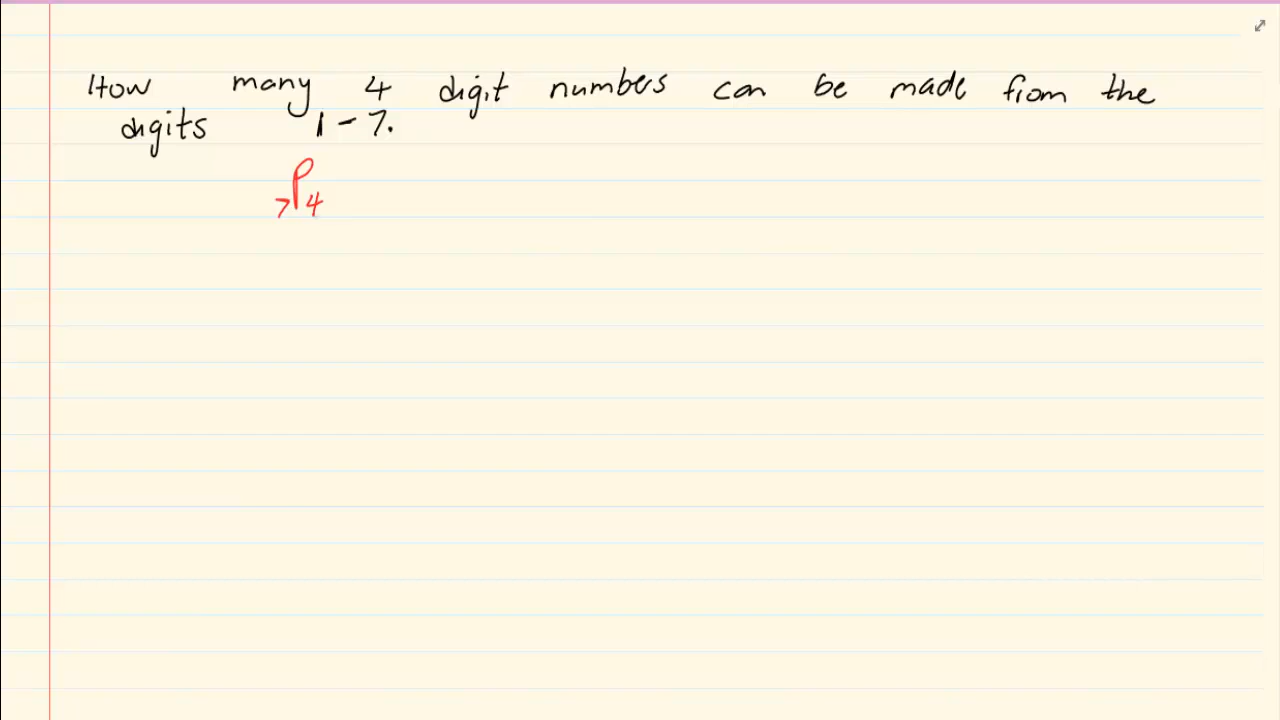 How many 4 digit numbers can be made from the
digits 1 - 7.
₇P₄